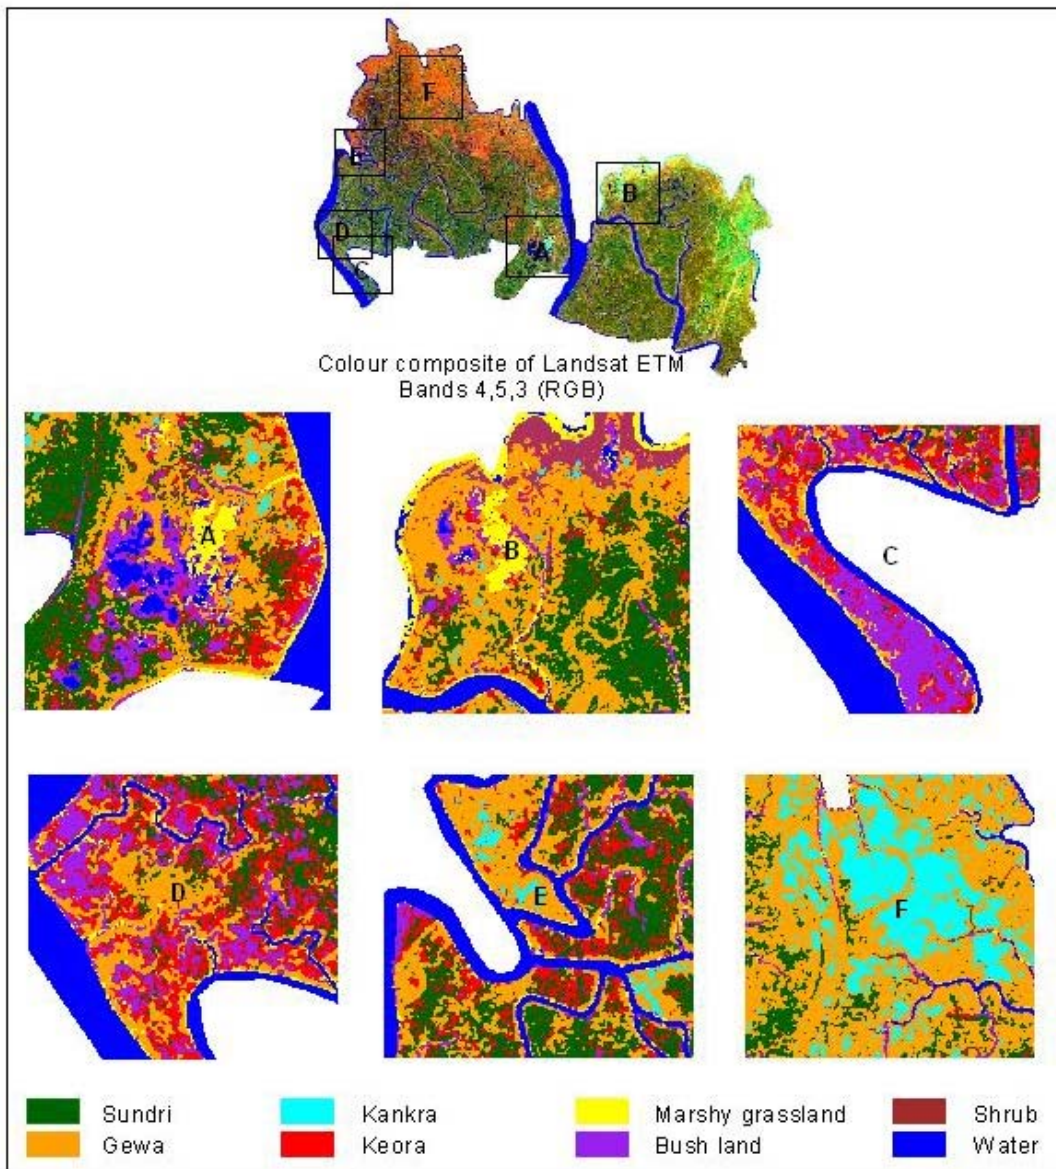 F
E
B
D
A
C
Colour composite of Landsat ETM
Bands 4,5,3 (RGB)
A
B
C
D
E
F
Sundri
Kankra
Marshy grassland
Shrub
Gewa
Keora
Bush land
Water